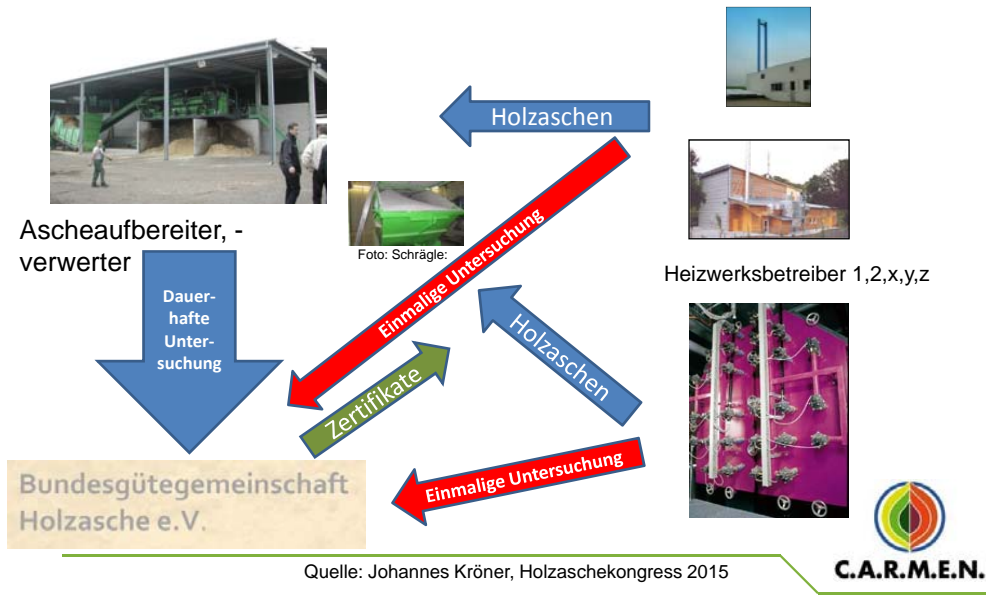 Holzaschen
Ascheaufbereiter, -
verwerter
Foto: Schrägle:
Einmalige Untersuchung
Heizwerksbetreiber 1,2,x,y,z
Dauer-
hafte
Unter-
suchung
Holzaschen
Zertifikate
Einmalige Untersuchung
Bundesgütegemeinschaft
Holzasche e.V.
Quelle: Johannes Kröner, Holzaschekongress 2015
C.A.R.M.E.N.